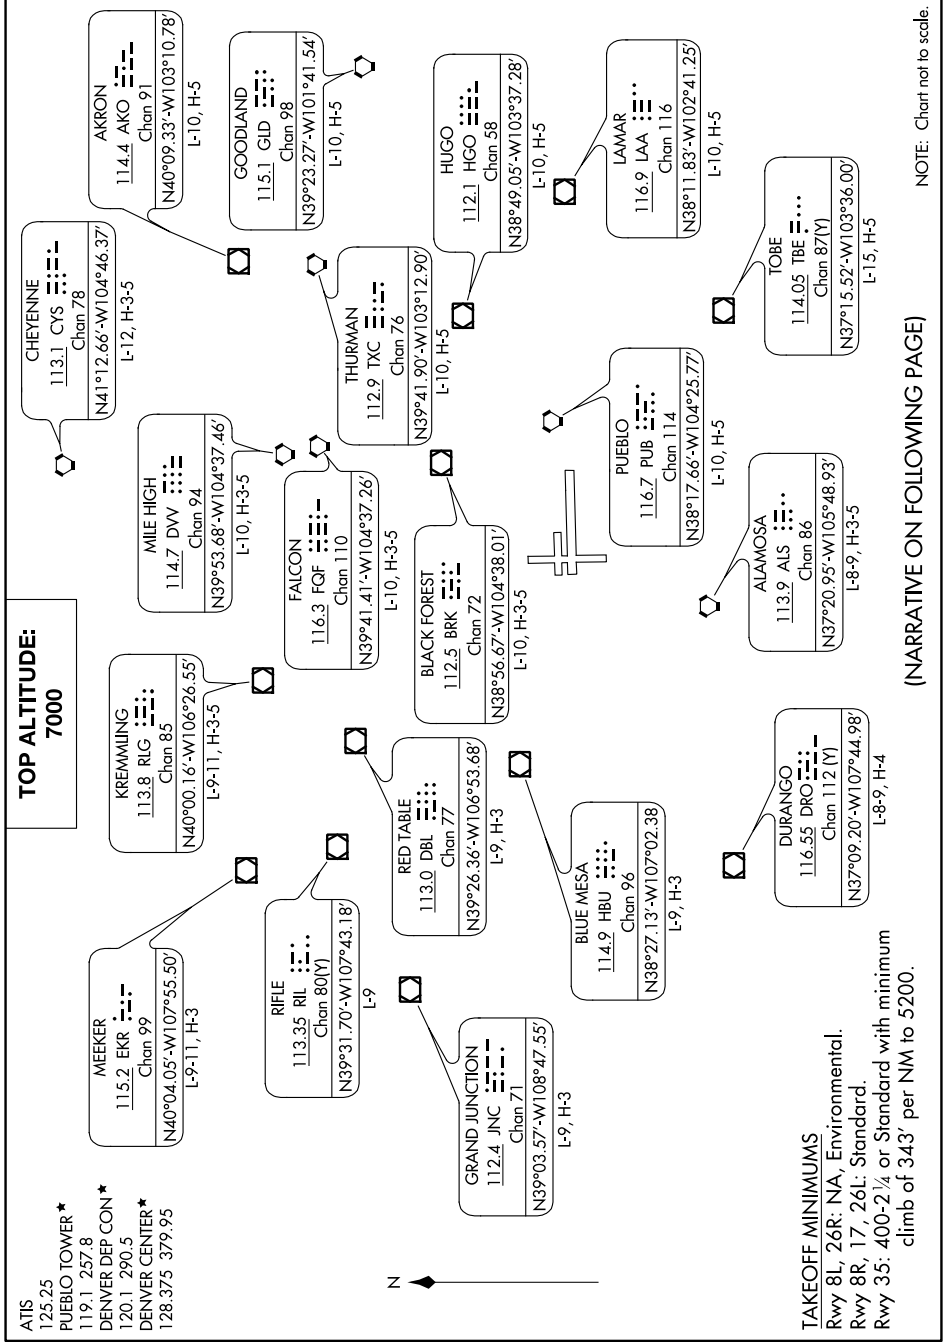 ATIS
125.25
PUEBLO TOWER★
119.1 257.8
DENVER DEP CON★
120.1 290.5
DENVER CENTER★
128.375 379.95
TOP ALTITUDE:
7000
MEEKER
115.2 EKR
Chan 99
N40°04.05'-W107°55.50'
L-9-11, H-3
KREMMLING
113.8 RLG
Chan 85
N40°00.16'-W106°26.55'
L-9-11, H-3-5
MILE HIGH
114.7 DVV
Chan 94
N39°53.68'-W104°37.46'
L-10, H-3-5
CHEYENNE
113.1 CYS
Chan 78
N41°12.66'-W104°46.37'
L-12, H-3-5
AKRON
114.4 AKO
Chan 91
N40°09.33'-W103°10.78'
L-10, H-5
GOODLAND
115.1 GLD
Chan 98
N39°23.27'-W101°41.54'
L-10, H-5
RIFLE
113.35 RIL
Chan 80(Y)
N39°31.70'-W107°43.18'
L-9
FALCON
116.3 FQF
Chan 110
N39°41.41'-W104°37.26'
L-10, H-3-5
THURMAN
112.9 TXC
Chan 76
N39°41.90'-W103°12.90'
L-10, H-5
RED TABLE
113.0 DBL
Chan 77
N39°26.36'-W106°53.68'
L-9, H-3
BLACK FOREST
112.5 BRK
Chan 72
N38°56.67'-W104°38.01'
L-10, H-3-5
HUGO
112.1 HGO
Chan 58
N38°49.05'-W103°37.28'
L-10, H-5
GRAND JUNCTION
112.4 JNC
Chan 71
N39°03.57'-W108°47.55'
L-9, H-3
BLUE MESA
114.9 HBU
Chan 96
N38°27.13'-W107°02.38
L-9, H-3
PUEBLO
116.7 PUB
Chan 114
N38°17.66'-W104°25.77'
L-10, H-5
LAMAR
116.9 LAA
Chan 116
N38°11.83'-W102°41.25'
L-10, H-5
DURANGO
116.55 DRO
Chan 112 (Y)
N37°09.20'-W107°44.98'
L-8-9, H-4
ALAMOSA
113.9 ALS
Chan 86
N37°20.95'-W105°48.93'
L-8-9, H-3-5
TOBE
114.05 TBE
Chan 87(Y)
N37°15.52'-W103°36.00'
L-15, H-5
N
TAKEOFF MINIMUMS
Rwy 8L, 26R: NA, Environmental.
Rwy 8R, 17, 26L: Standard.
Rwy 35: 400-2¼ or Standard with minimum
climb of 343' per NM to 5200.
(NARRATIVE ON FOLLOWING PAGE)
NOTE: Chart not to scale.